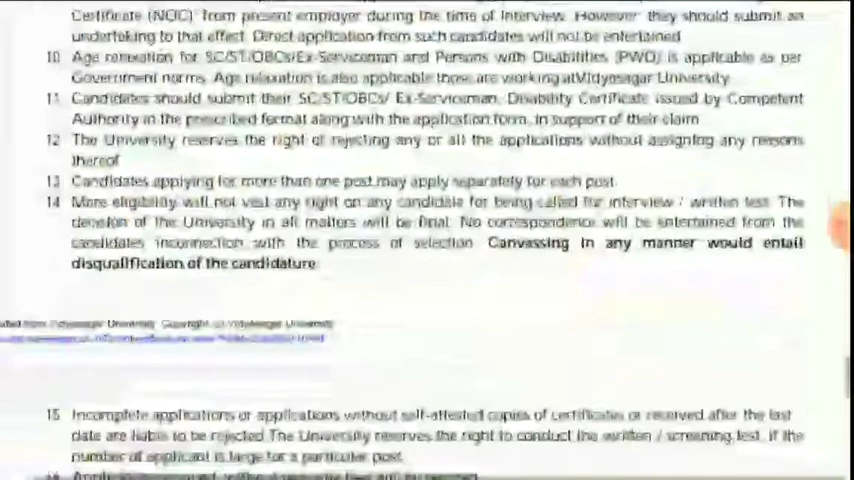 Certificate (NOC) from present employer during the time of Interview. However they should submit an
undertaking to that effect. Direct application from such candidates will not be entertained
10 Age relaxation for SC/ST/OBCs/Ex-Serviceman and Persons with Disabilities (PWD) is applicable as per
Government norms. Age relaxation is also applicable those are working atVidyasagar University.
11 Candidates should submit their SC/ST/OBCs/ Ex-Serviceman, Disability Certificate issued by Competent
Authority in the prescribed format along with the application form, in support of their claim
12 The University reserves the right of rejecting any or all the applications without assigning any reasons
thereof
13 Candidates applying for more than one post may apply separately for each post.
14 Mere eligibility will not vest any right on any candidate for being called for interview / written test. The
decision of the University in all matters will be final. No correspondence will be entertained from the
candidates inconnection with the process of selection. Canvassing in any manner would entail
disqualification of the candidature
from Vidyasagar University Copyright Vidyasagar University
15 Incomplete applications or applications without self-attested copies of certificates or received after the last
date are liable to be rejected The University reserves the right to conduct the written / screening test, if the
number of applicant is large for a particular post